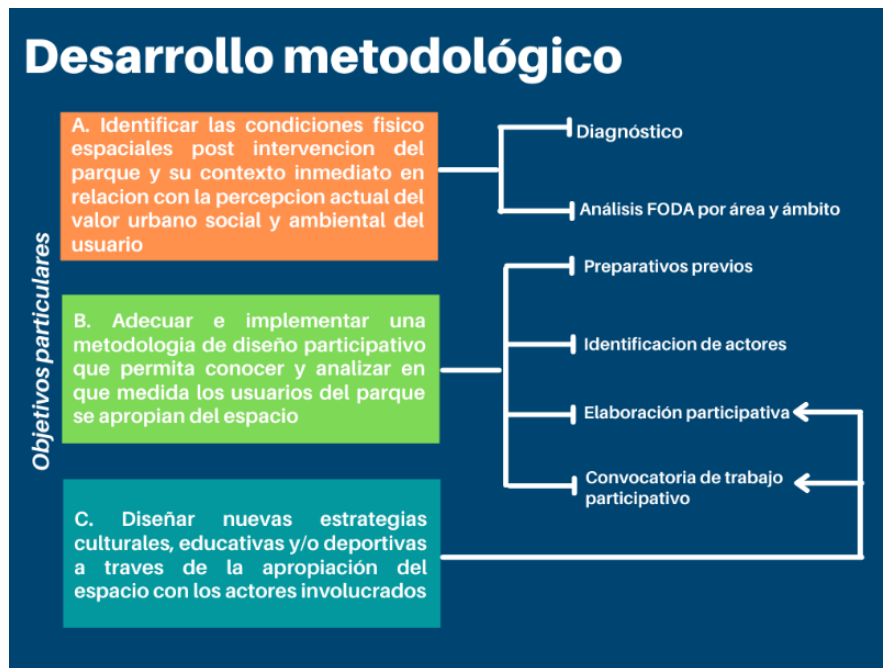 Desarrollo metodológico
Objetivos particulares
A. Identificar las condiciones fisico
espaciales post intervencion del
parque y su contexto inmediato en
relacion con la percepcion actual del
valor urbano social y ambiental del
usuario
Diagnóstico
Análisis FODA por área y ámbito
B. Adecuar e implementar una
metodologia de diseño participativo
que permita conocer y analizar en
que medida los usuarios del parque
se apropian del espacio
Preparativos previos
Identificacion de actores
Elaboración participativa
Convocatoria de trabajo
participativo
C. Diseñar nuevas estrategias
culturales, educativas y/o deportivas
a traves de la apropiación del
espacio con los actores involucrados